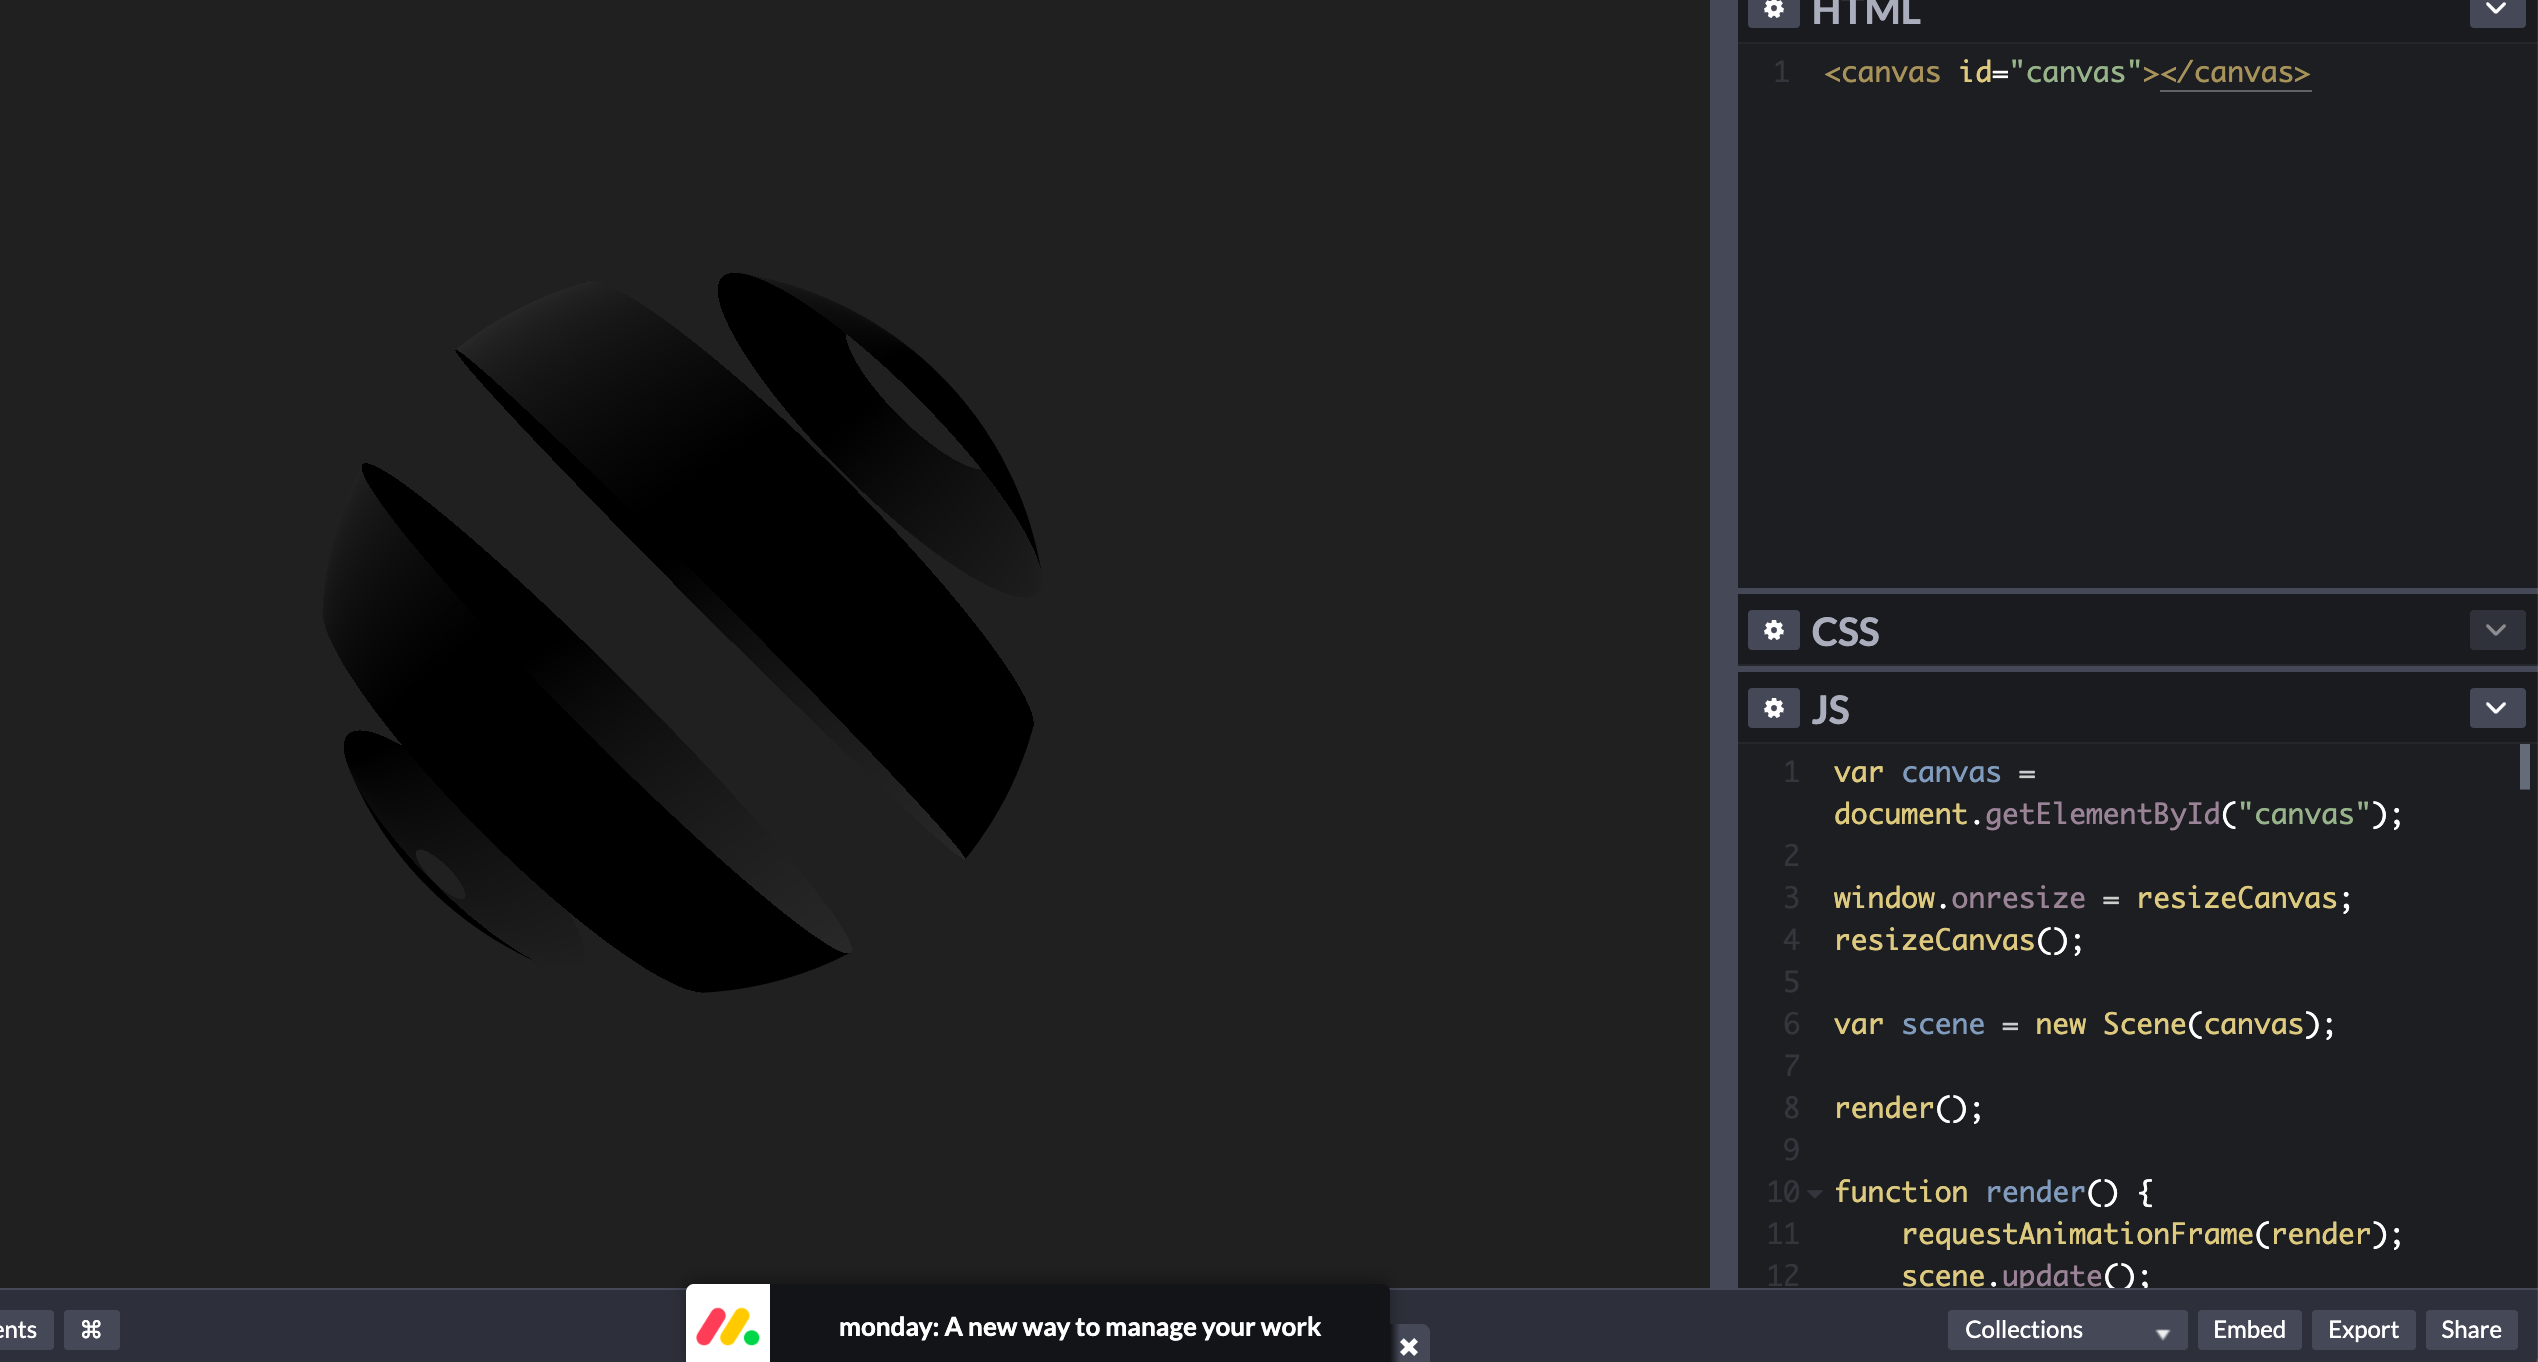 HTML
1 <canvas id="canvas"></canvas>
CSS
JS
1 var canvas =
document.getElementById("canvas");
2
3 window.onresize = resizeCanvas;
4 resizeCanvas();
5
6 var scene = new Scene(canvas);
7
8 render();
9
10 function render() {
11 requestAnimationFrame(render);
12 scene.update();
ents
⌘
monday: A new way to manage your work
Collections
Embed
Export
Share